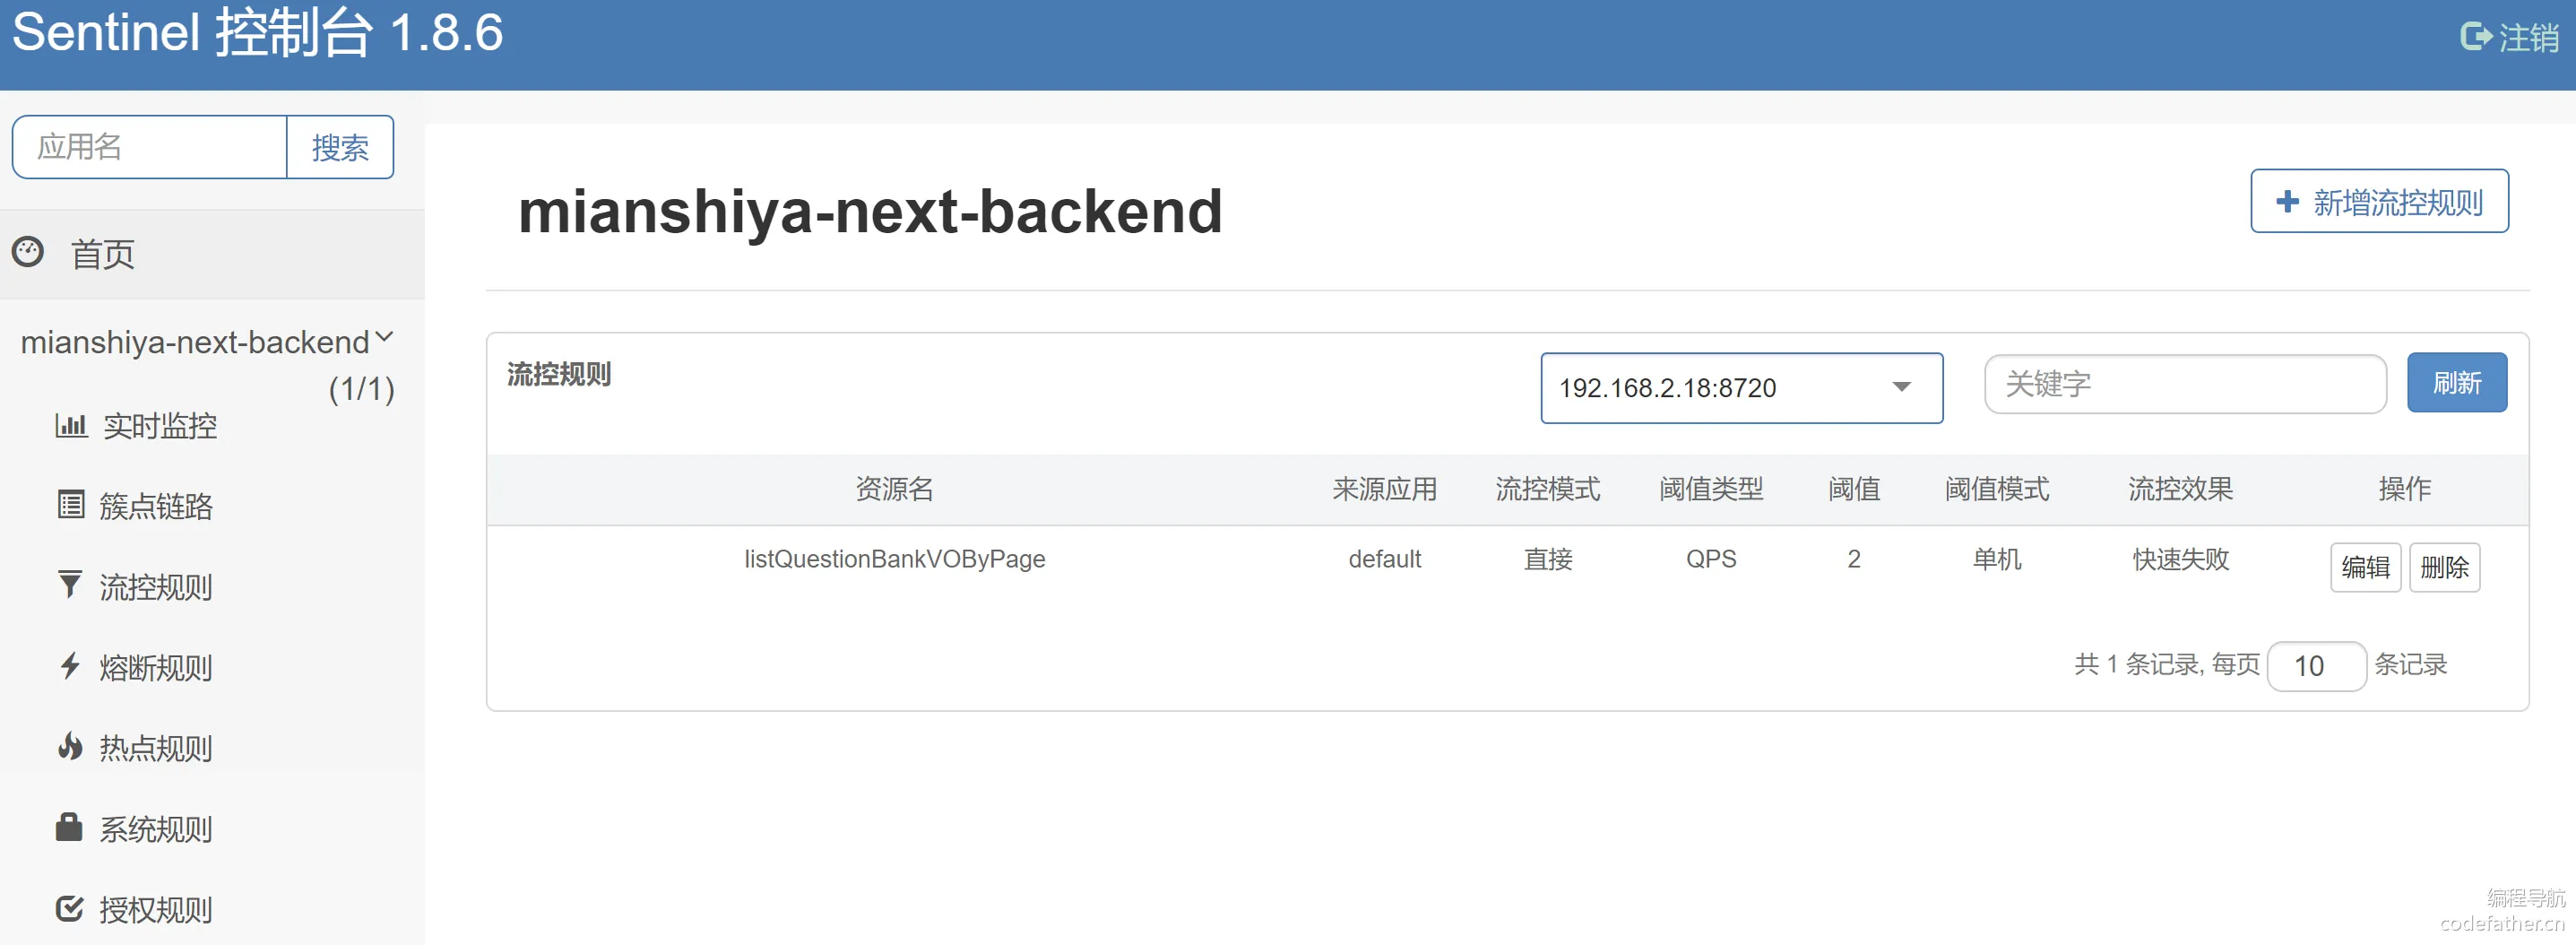 Sentinel 控制台 1.8.6
注销
应用名
搜索
首页
mianshiya-next-backend
(1/1)
实时监控
簇点链路
流控规则
熔断规则
热点规则
系统规则
授权规则
mianshiya-next-backend
新增流控规则
流控规则
192.168.2.18:8720
关键字
刷新
资源名 来源应用 流控模式 阈值类型 阈值 阈值模式 流控效果 操作
listQuestionBankVOByPage default 直接 QPS 2 单机 快速失败 编辑 删除
共 1 条记录, 每页 10 条记录
编程导航
codefather.cn